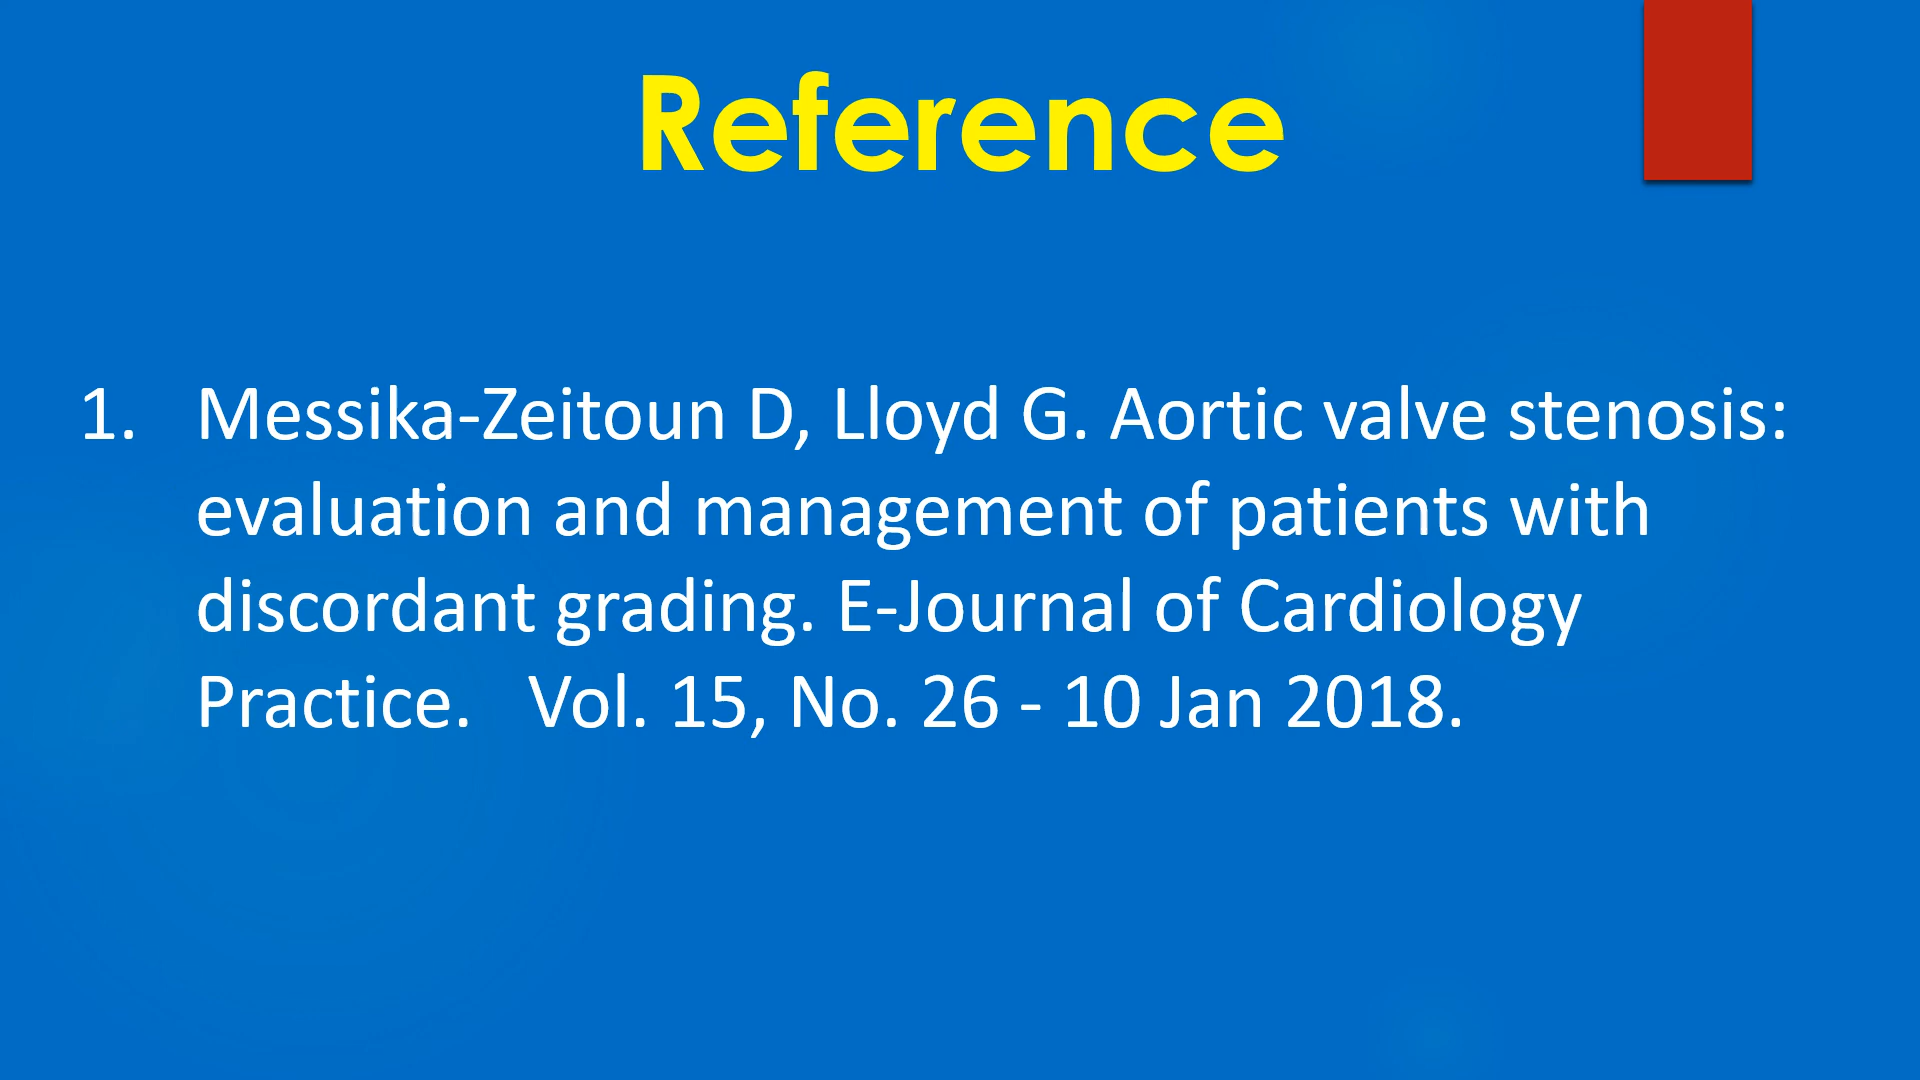 Reference
1. Messika-Zeitoun D, Lloyd G. Aortic valve stenosis:
evaluation and management of patients with
discordant grading. E-Journal of Cardiology
Practice.   Vol. 15, No. 26 - 10 Jan 2018.